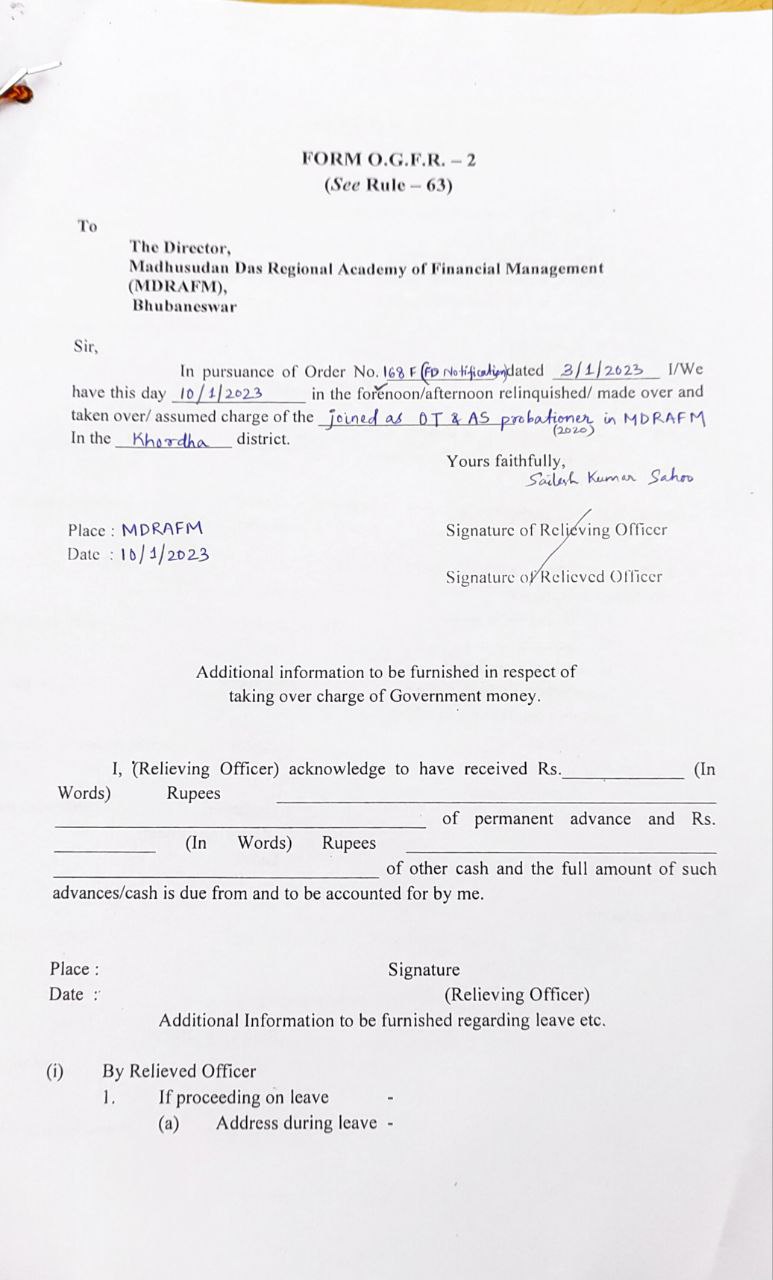 FORM O.G.F.R. – 2
(See Rule – 63)
To
The Director,
Madhusudan Das Regional Academy of Financial Management
(MDRAFM),
Bhubaneswar
Sir,
In pursuance of Order No. 168 F (FD Notification) dated 3/1/2023 I/We
have this day 10/1/2023 in the forenoon/afternoon relinquished/ made over and
taken over/ assumed charge of the joined as OT & AS probationer in MDRAFM
(2020)
In the Khordha district.
Yours faithfully,
Sailesh Kumar Sahoo
Place : MDRAFM
Signature of Relieving Officer
Date : 10/1/2023
Signature of Relieved Officer
Additional information to be furnished in respect of
taking over charge of Government money.
I, (Relieving Officer) acknowledge to have received Rs.____________ (In
Words) Rupees ____________
____________ of permanent advance and Rs.
____________ (In Words) Rupees ____________
____________ of other cash and the full amount of such
advances/cash is due from and to be accounted for by me.
Place : Signature
Date : (Relieving Officer)
Additional Information to be furnished regarding leave etc.
(i) By Relieved Officer
1. If proceeding on leave -
(a) Address during leave -